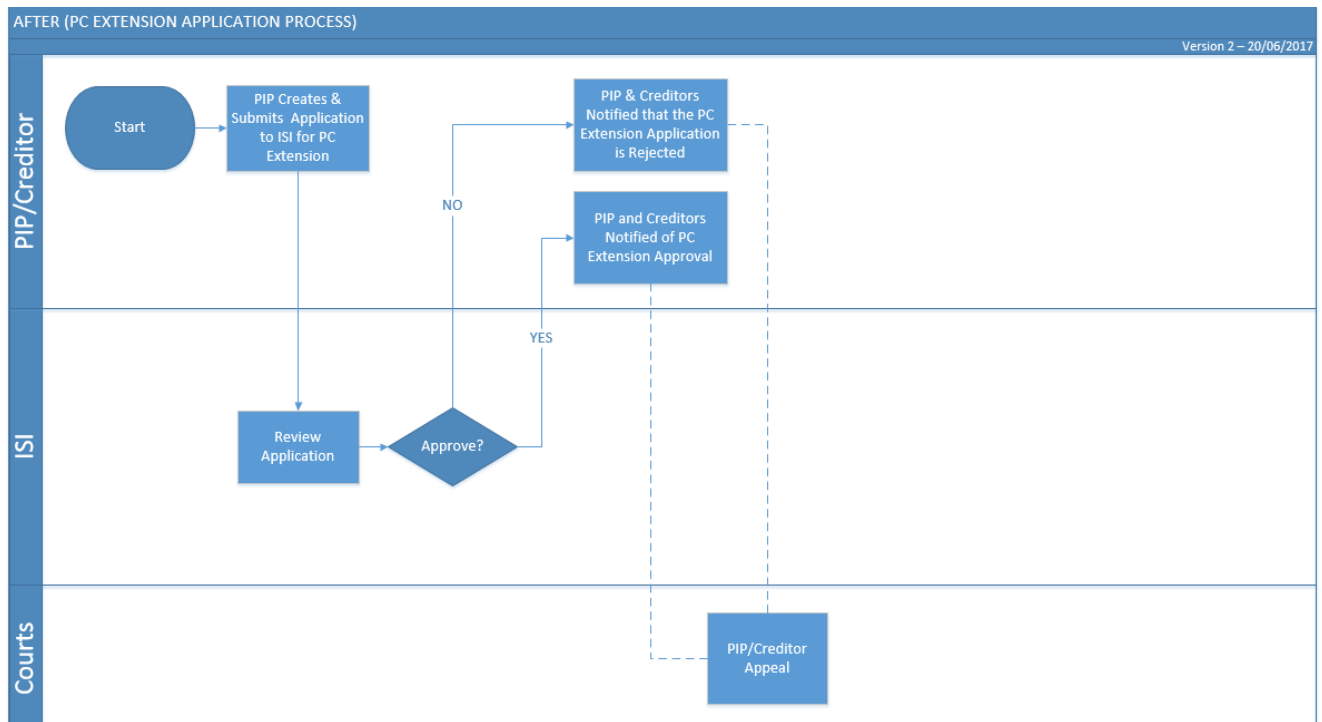 AFTER (PC EXTENSION APPLICATION PROCESS)
Version 2 – 20/06/2017
PIP/Creditor
Start
PIP Creates &
Submits Application
to ISI for PC
Extension
PIP & Creditors
Notified that the PC
Extension Application
is Rejected
NO
PIP and Creditors
Notified of PC
Extension Approval
YES
ISI
Review
Application
Approve?
Courts
PIP/Creditor
Appeal